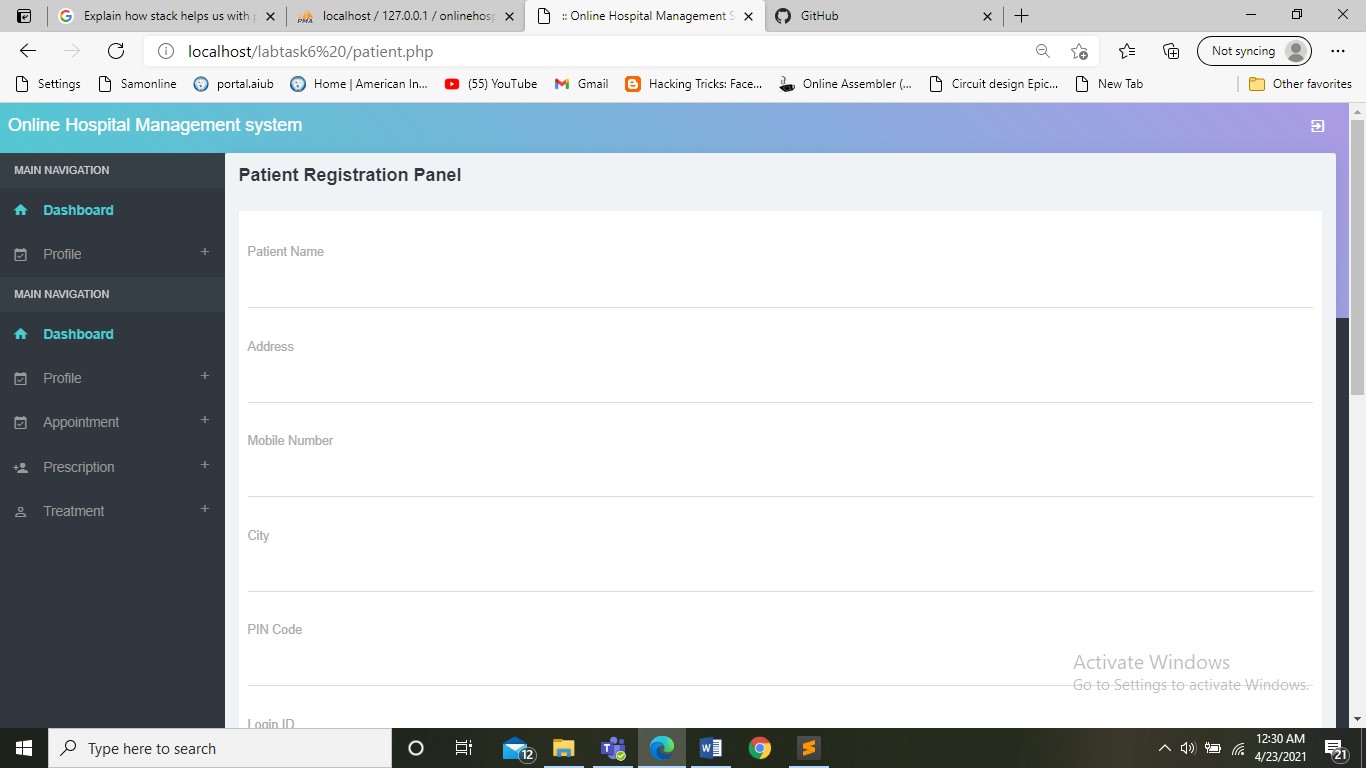 Explain how stack helps us with
localhost / 127.0.0.1 / onlinehosp
:: Online Hospital Management S
GitHub
localhost/labtask6%20/patient.php
Not syncing
Settings
Samonline
portal.aiub
Home | American In...
(55) YouTube
Gmail
Hacking Tricks: Face...
Online Assembler (...
Circuit design Epic...
New Tab
Other favorites
Online Hospital Management system
MAIN NAVIGATION
Dashboard
Profile +
MAIN NAVIGATION
Dashboard
Profile +
Appointment +
Prescription +
Treatment +
Patient Registration Panel
Patient Name
Address
Mobile Number
City
PIN Code
Login ID
Activate Windows
Go to Settings to activate Windows.
Type here to search
12
12:30 AM
4/23/2021
21